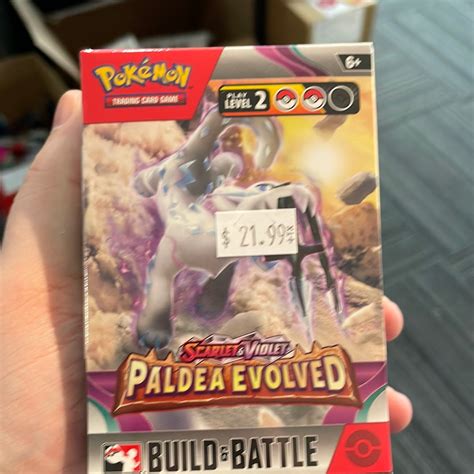 6+
POKéMON
TRADING CARD GAME
PLAY
LEVEL 2
$ 21.99
SCARLET & VIOLET
PALDEA EVOLVED
BUILD & BATTLE